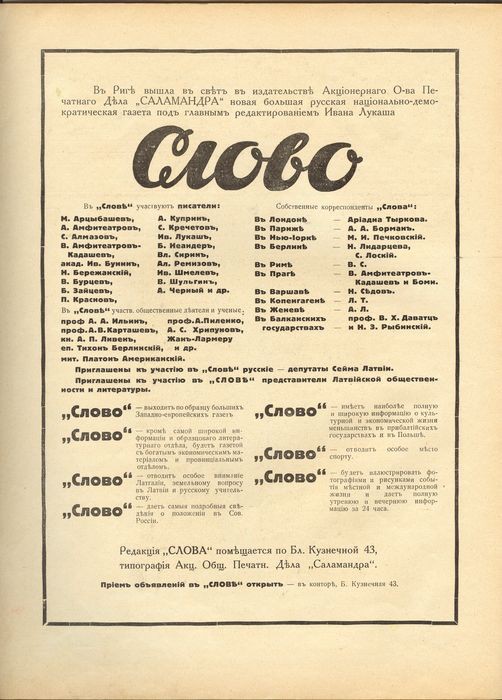 Въ Ригѣ вышла въ свѣтъ въ издательствѣ Акціонернаго О-ва Пе-
чатнаго Дѣла „САЛАМАНДРА“ новая большая русская національно-демо-
кратическая газета подъ главнымъ редактированіемъ Ивана Лукаша
Слово
Въ „Словѣ“ участвуютъ писатели:
М. Арцыбашевъ,
А. Амфитеатровъ,
С. Алмазовъ,
В. Амфитеатровъ-
Кадашевъ,
акад. Ив. Бунинъ,
Н. Бережанскій,
В. Бурцевъ,
Б. Зайцевъ,
П. Красновъ,
А. Купринъ,
С. Кречетовъ,
Ив. Лукашъ,
Б. Неандеръ,
Вл. Сиринъ,
Ал. Ремизовъ,
Ив. Шмелевъ,
В. Шульгинъ,
А. Черный и др.
Въ „Словѣ“ участв. общественные дѣятели и ученые:
проф А. А. Ильинъ,
проф. А. В. Карташевъ,
кн. А. П. Ливенъ,
еп. Тихонъ Берлинскій,
мит. Платонъ Американскій.
проф. А. Пиленко,
А. С. Хрипуновъ,
Жакъ-Лармеру
и др.
Собственные корреспонденты „Слова“:
Въ Лондонѣ — Аріадна Тыркова.
Въ Парижѣ — А. А. Борманъ.
Въ Нью-Іоркѣ — М. И. Печковскій.
Въ Берлинѣ — Н. Лидарцева,
С. Лоскій.
Въ Римѣ — В. С.
Въ Прагѣ — В. Амфитеатровъ-
Кадашевъ и Боми.
Въ Варшавѣ — Н. Сѣдовъ.
Въ Копенгагенѣ — Л. Т.
Въ Женевѣ — А. Л.
Въ Балканскихъ проф. В. Х. Даватцъ
государствахъ — и Н. З. Рыбинскій.
Приглашены къ участію въ „Словѣ“ русскіе — депутаты Сейма Латвіи.
Приглашены къ участію въ „СЛОВѢ“ представители Латвійской общественн-
ости и литературы.
„Слово“ — выходитъ по образцу большихъ
Западно-европейскихъ газетъ
„Слово“ — кромѣ самой широкой ин-
формаціи и образцоваго литера-
турнаго отдѣла, будетъ газетой
съ богатымъ экономическимъ ма-
теріаломъ и провинціальнымъ
отдѣломъ.
„Слово“ — отводитъ особое вниманіе
Латгаліи, земельному вопросу
въ Латвіи и русскому учитель-
ству.
„Слово“ — даетъ самыя подробныя свѣ-
дѣнія о положеніи въ Сов.
Россіи.
„Слово“ — имѣетъ наиболѣе полную
и широкую информацію о куль-
турной и экономической жизни
меньшинствъ въ прибалтійскихъ
государствахъ и въ Польшѣ.
„Слово“ — отводитъ особое мѣсто
спорту.
„Слово“ — будетъ иллюстрировать фо-
тографіями и рисунками собы-
тія мѣстной и международной
жизни и даетъ полную
утреннюю и вечернюю инфор-
мацію за 24 часа.
Редакція „СЛОВА“ помѣщается по Бл. Кузнечной 43,
типографія Акц. Общ. Печатн. Дѣла „Саламандра“.
Пріемъ объявленій въ „СЛОВѢ“ открытъ — въ конторѣ, Б. Кузнечная 43.